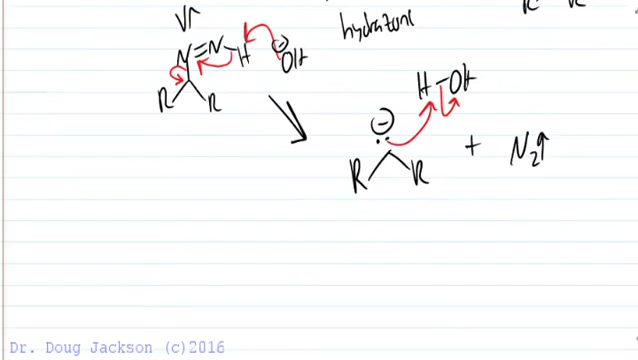 hydrazone
R R
N=N-H ⊖OH
R R
H-OH
⊖
R R + N2↑
Dr. Doug Jackson (c)2016